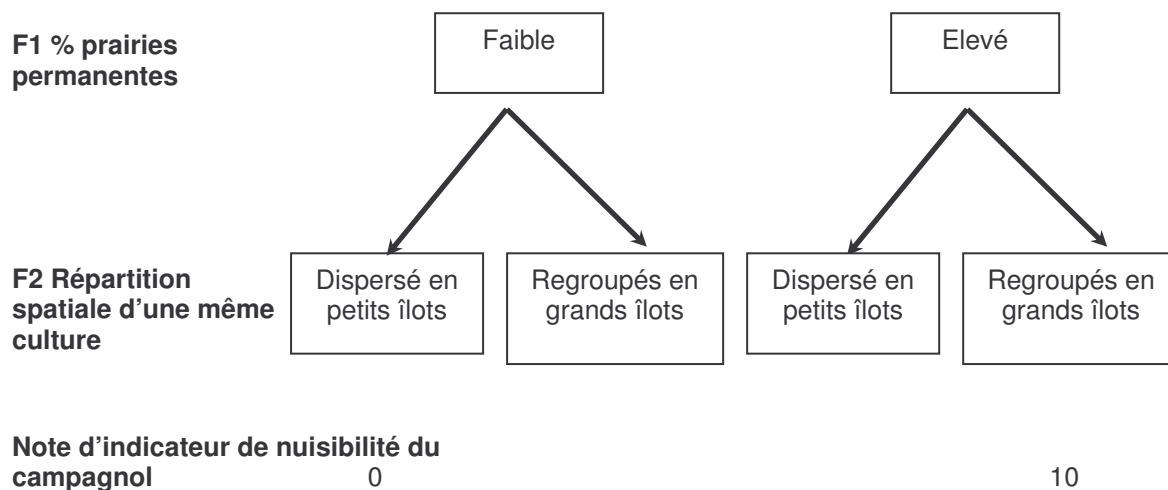 F1 % prairies
permanentes
Faible
Elevé
F2 Répartition
spatiale d'une même
culture
Dispersé en
petits îlots
Regroupés en
grands îlots
Dispersé en
petits îlots
Regroupés en
grands îlots
Note d'indicateur de nuisibilité du
campagnol 0 10